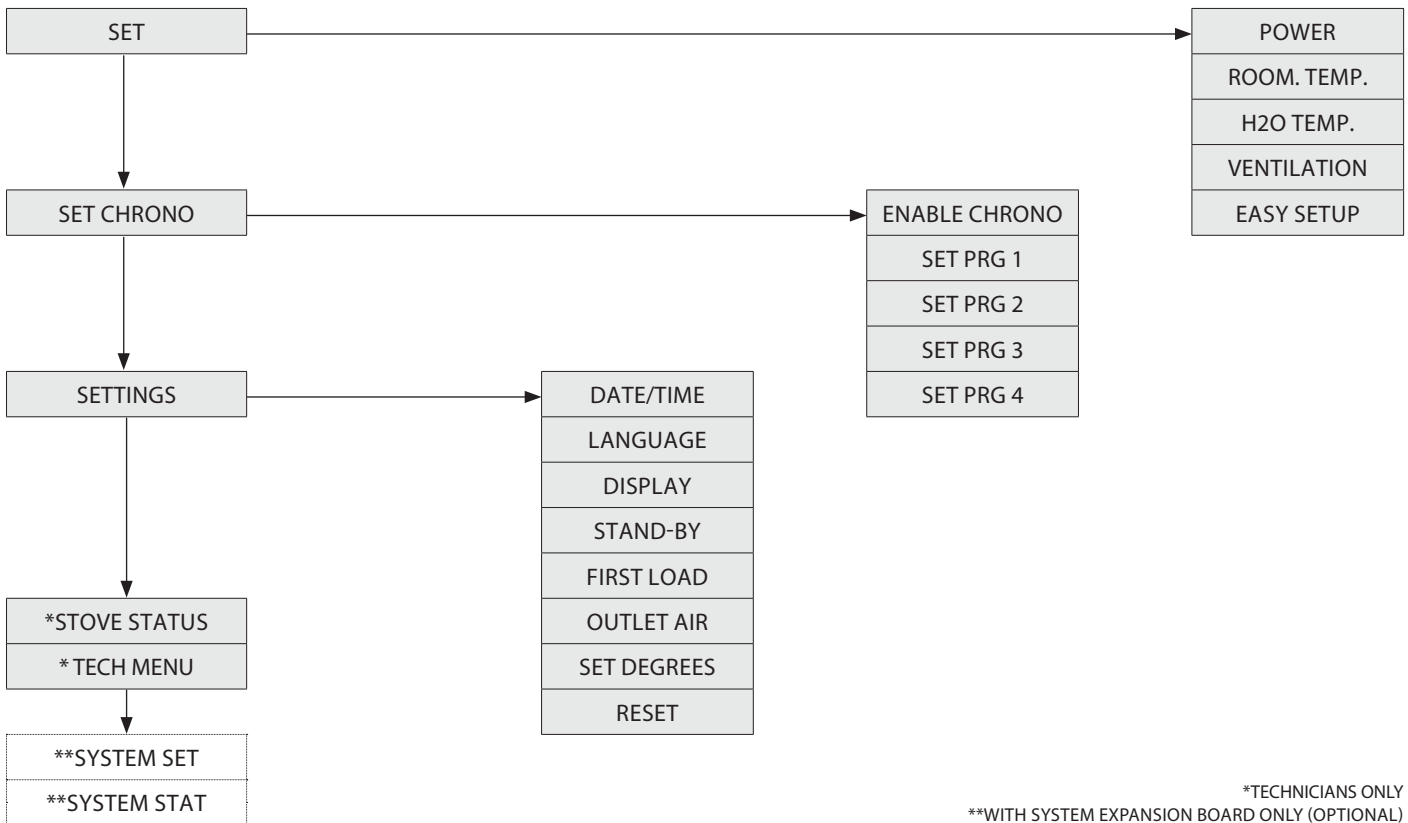 SET
POWER
ROOM. TEMP.
H2O TEMP.
VENTILATION
EASY SETUP
SET CHRONO
ENABLE CHRONO
SET PRG 1
SET PRG 2
SET PRG 3
SET PRG 4
SETTINGS
DATE/TIME
LANGUAGE
DISPLAY
STAND-BY
FIRST LOAD
OUTLET AIR
SET DEGREES
RESET
*STOVE STATUS
* TECH MENU
**SYSTEM SET
**SYSTEM STAT
*TECHNICIANS ONLY
**WITH SYSTEM EXPANSION BOARD ONLY (OPTIONAL)